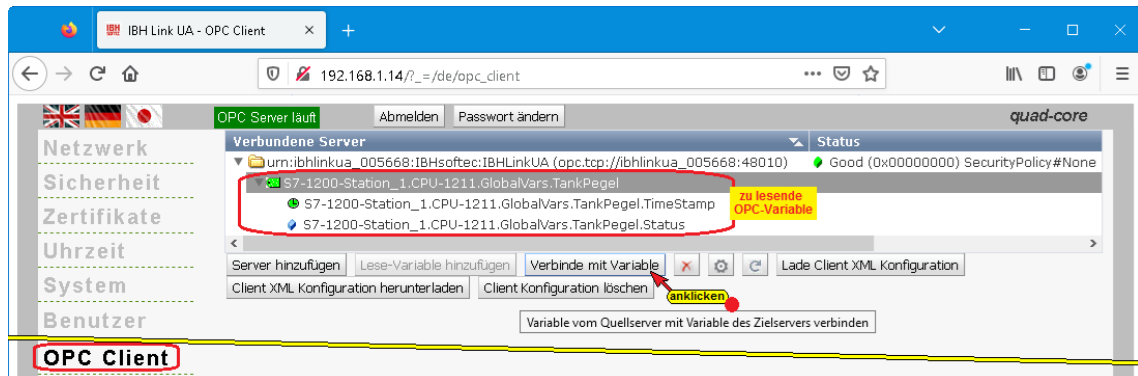 IBH Link UA - OPC Client
192.168.1.14/?_=/de/opc_client
OPC Server läuft Abmelden Passwort ändern quad-core
Netzwerk
Sicherheit
Zertifikate
Uhrzeit
System
Benutzer
OPC Client
Verbundene Server Status
urn:ibhlinkua_005668:IBHsoftec:IBHLinkUA (opc.tcp://ibhlinkua_005668:48010) Good (0x00000000) SecurityPolicy#None
S7-1200-Station_1.CPU-1211.GlobalVars.TankPegel
S7-1200-Station_1.CPU-1211.GlobalVars.TankPegel.TimeStamp
S7-1200-Station_1.CPU-1211.GlobalVars.TankPegel.Status
zu lesende
OPC-Variable
Server hinzufügen Lese-Variable hinzufügen Verbinde mit Variable Lade Client XML Konfiguration
Client XML Konfiguration herunterladen Client Konfiguration löschen
anklicken
Variable vom Quellserver mit Variable des Zielservers verbinden